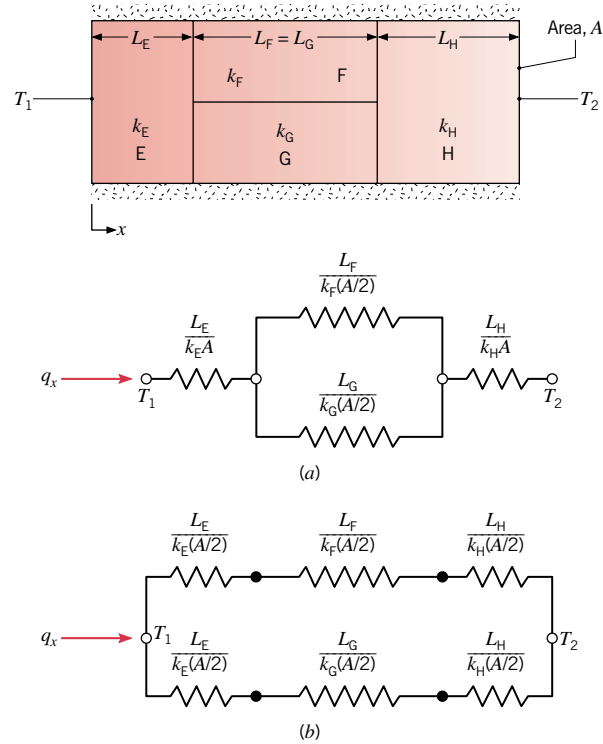 L_E L_F = L_G L_H Area, A
k_F F
T_1 T_2
k_E k_G k_H
E G H
x
L_F
k_F(A/2)
L_E L_H
k_EA k_HA
q_x T_1 T_2
L_G
k_G(A/2)
(a)
L_E L_F L_H
k_E(A/2) k_F(A/2) k_H(A/2)
q_x T_1 T_2
L_E L_G L_H
k_E(A/2) k_G(A/2) k_H(A/2)
(b)